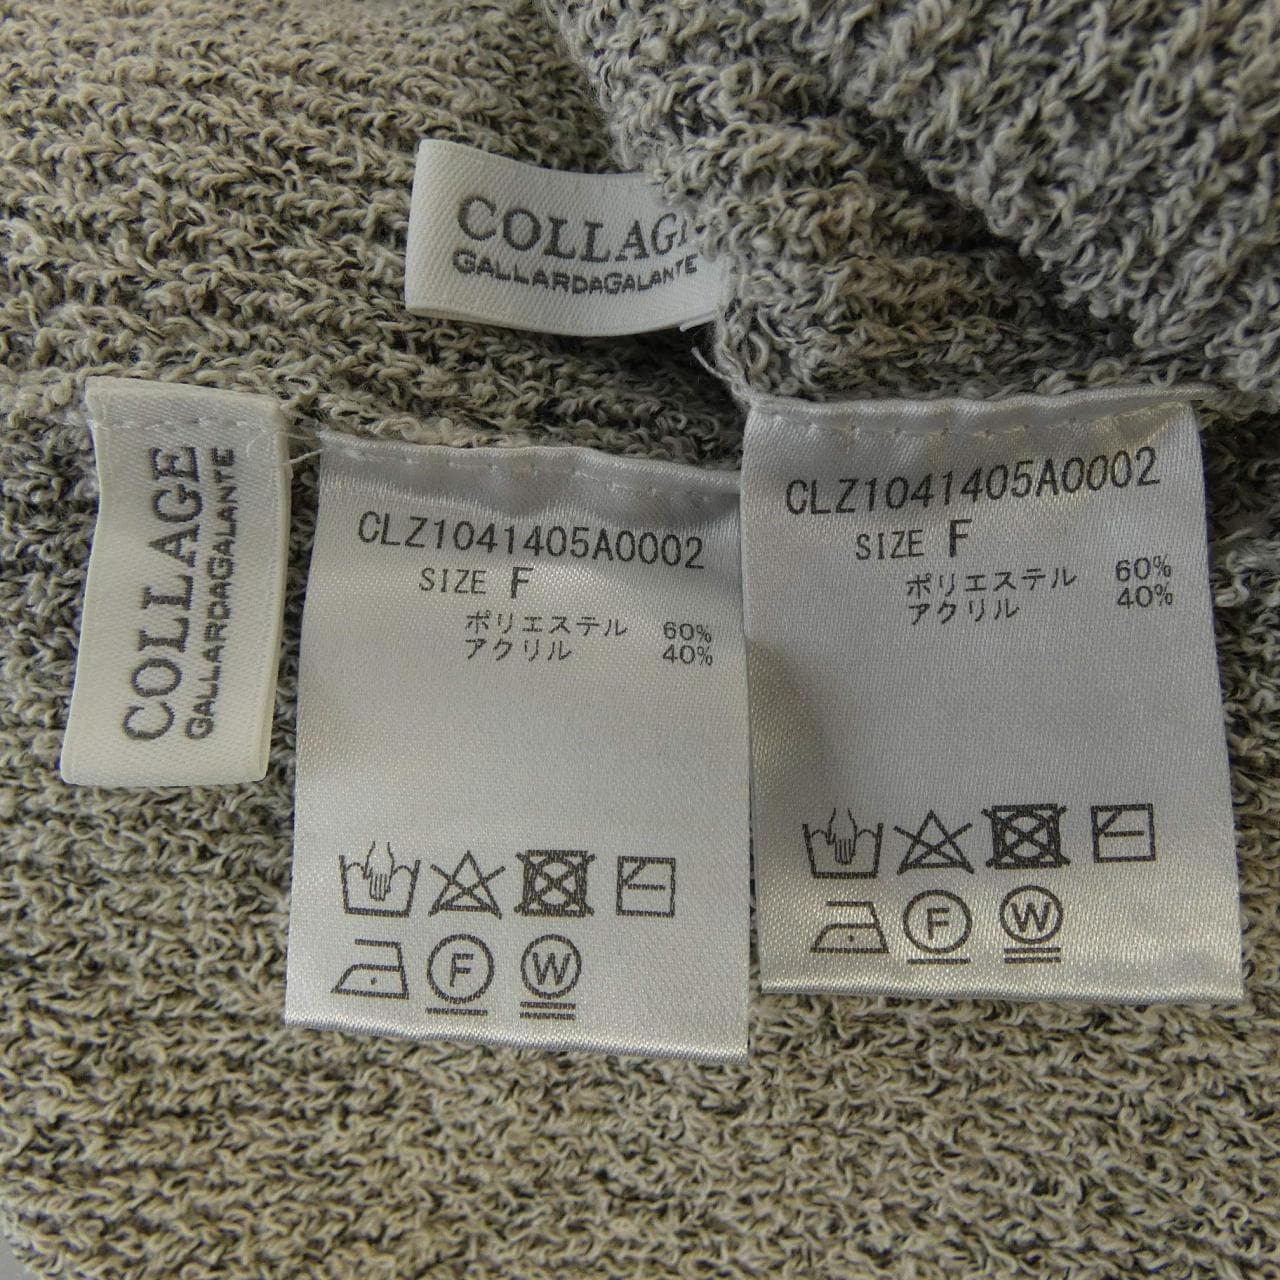 COLLAGE
GALLARDAGALANTE
COLLAGE
GALLARDAGALANTE
CLZ1041405A0002
SIZE F
ポリエステル 60%
アクリル 40%
F W
CLZ1041405A0002
SIZE F
ポリエステル 60%
アクリル 40%
F W